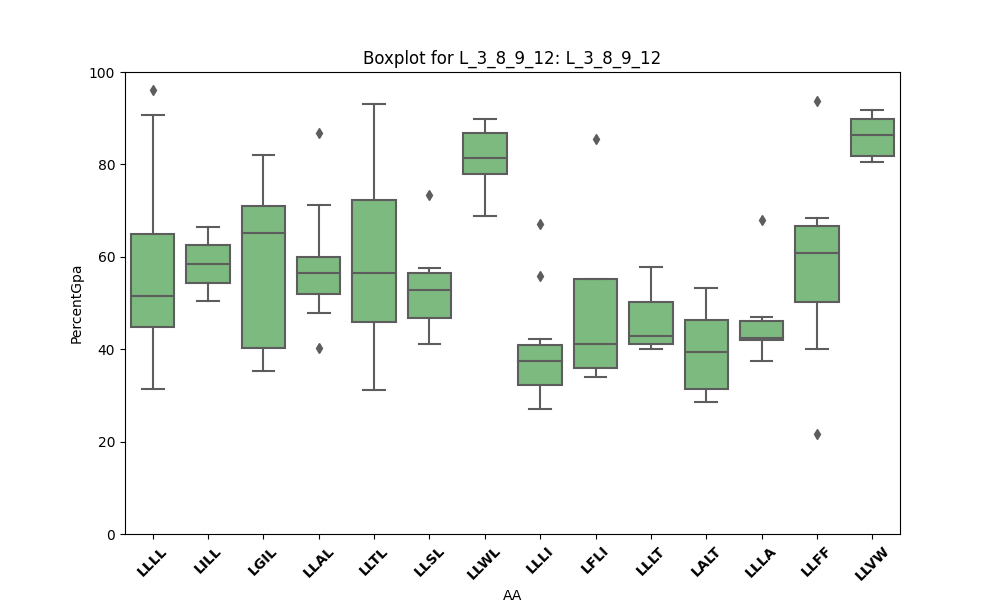 Boxplot for L_3_8_9_12: L_3_8_9_12
100
80
60
40
20
0
PercentGpa
LLLL LILL LGIL LLAL LLTL LLSL LLWL LLLI LFLI LLLT LALT LLLA LLFF LLVW
AA